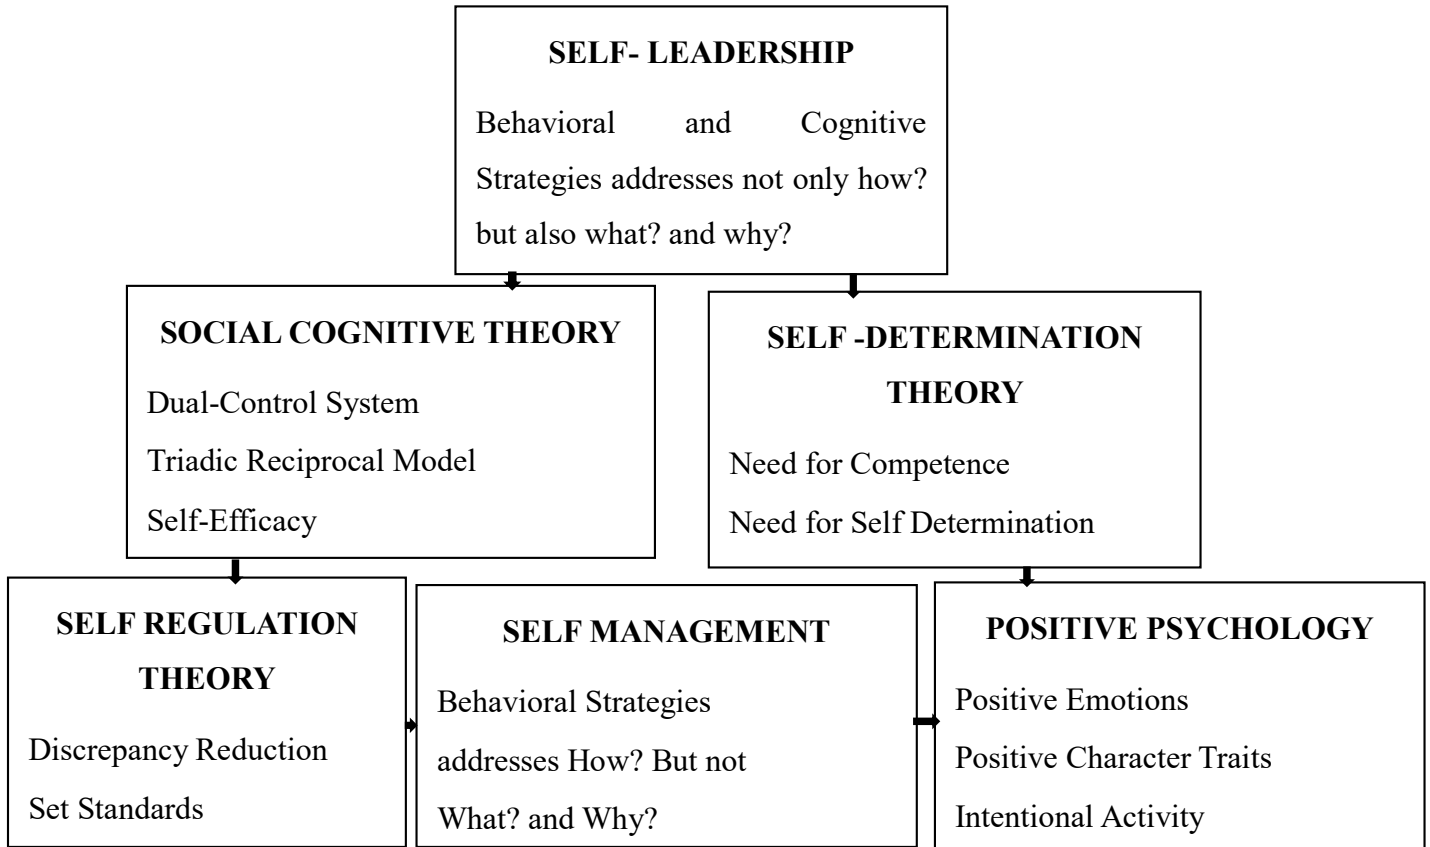 SELF- LEADERSHIP
Behavioral and Cognitive
Strategies addresses not only how?
but also what? and why?
SOCIAL COGNITIVE THEORY
Dual-Control System
Triadic Reciprocal Model
Self-Efficacy
SELF -DETERMINATION
THEORY
Need for Competence
Need for Self Determination
SELF REGULATION
THEORY
Discrepancy Reduction
Set Standards
SELF MANAGEMENT
Behavioral Strategies
addresses How? But not
What? and Why?
POSITIVE PSYCHOLOGY
Positive Emotions
Positive Character Traits
Intentional Activity